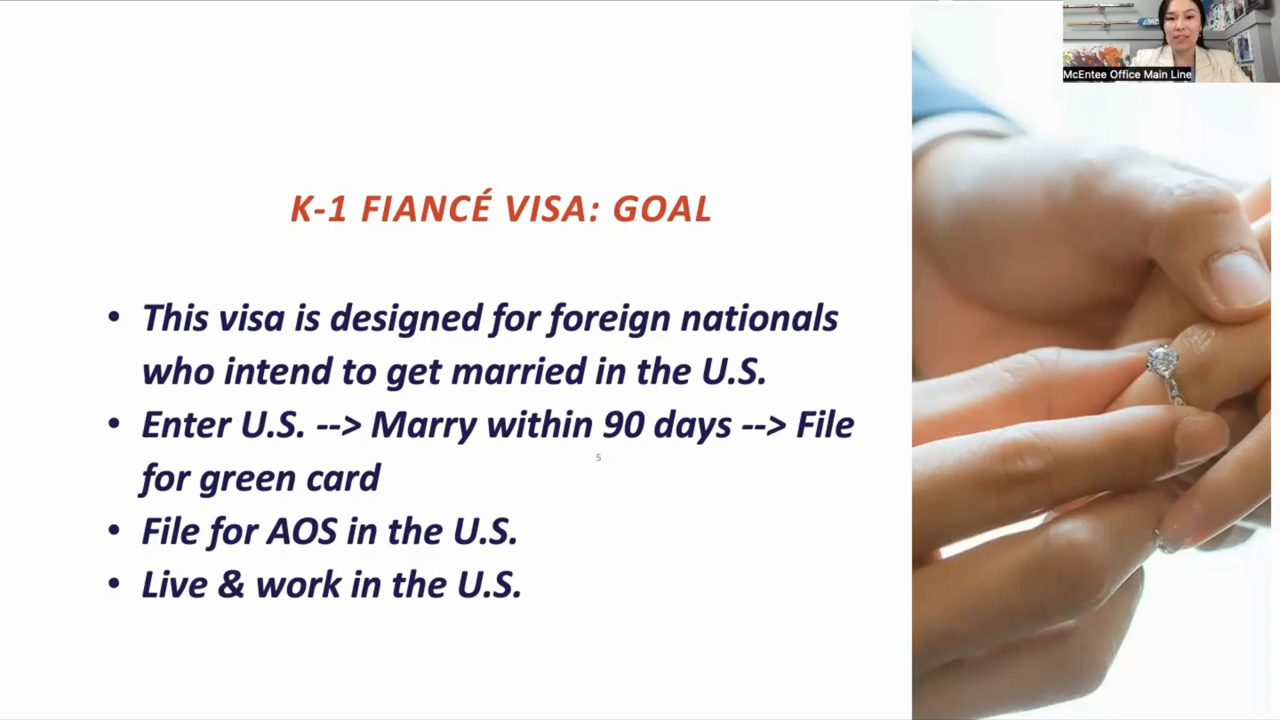 McEntee Office Main Line
K-1 FIANCÉ VISA: GOAL
• This visa is designed for foreign nationals
who intend to get married in the U.S.
• Enter U.S. --> Marry within 90 days --> File
for green card
5
• File for AOS in the U.S.
• Live & work in the U.S.